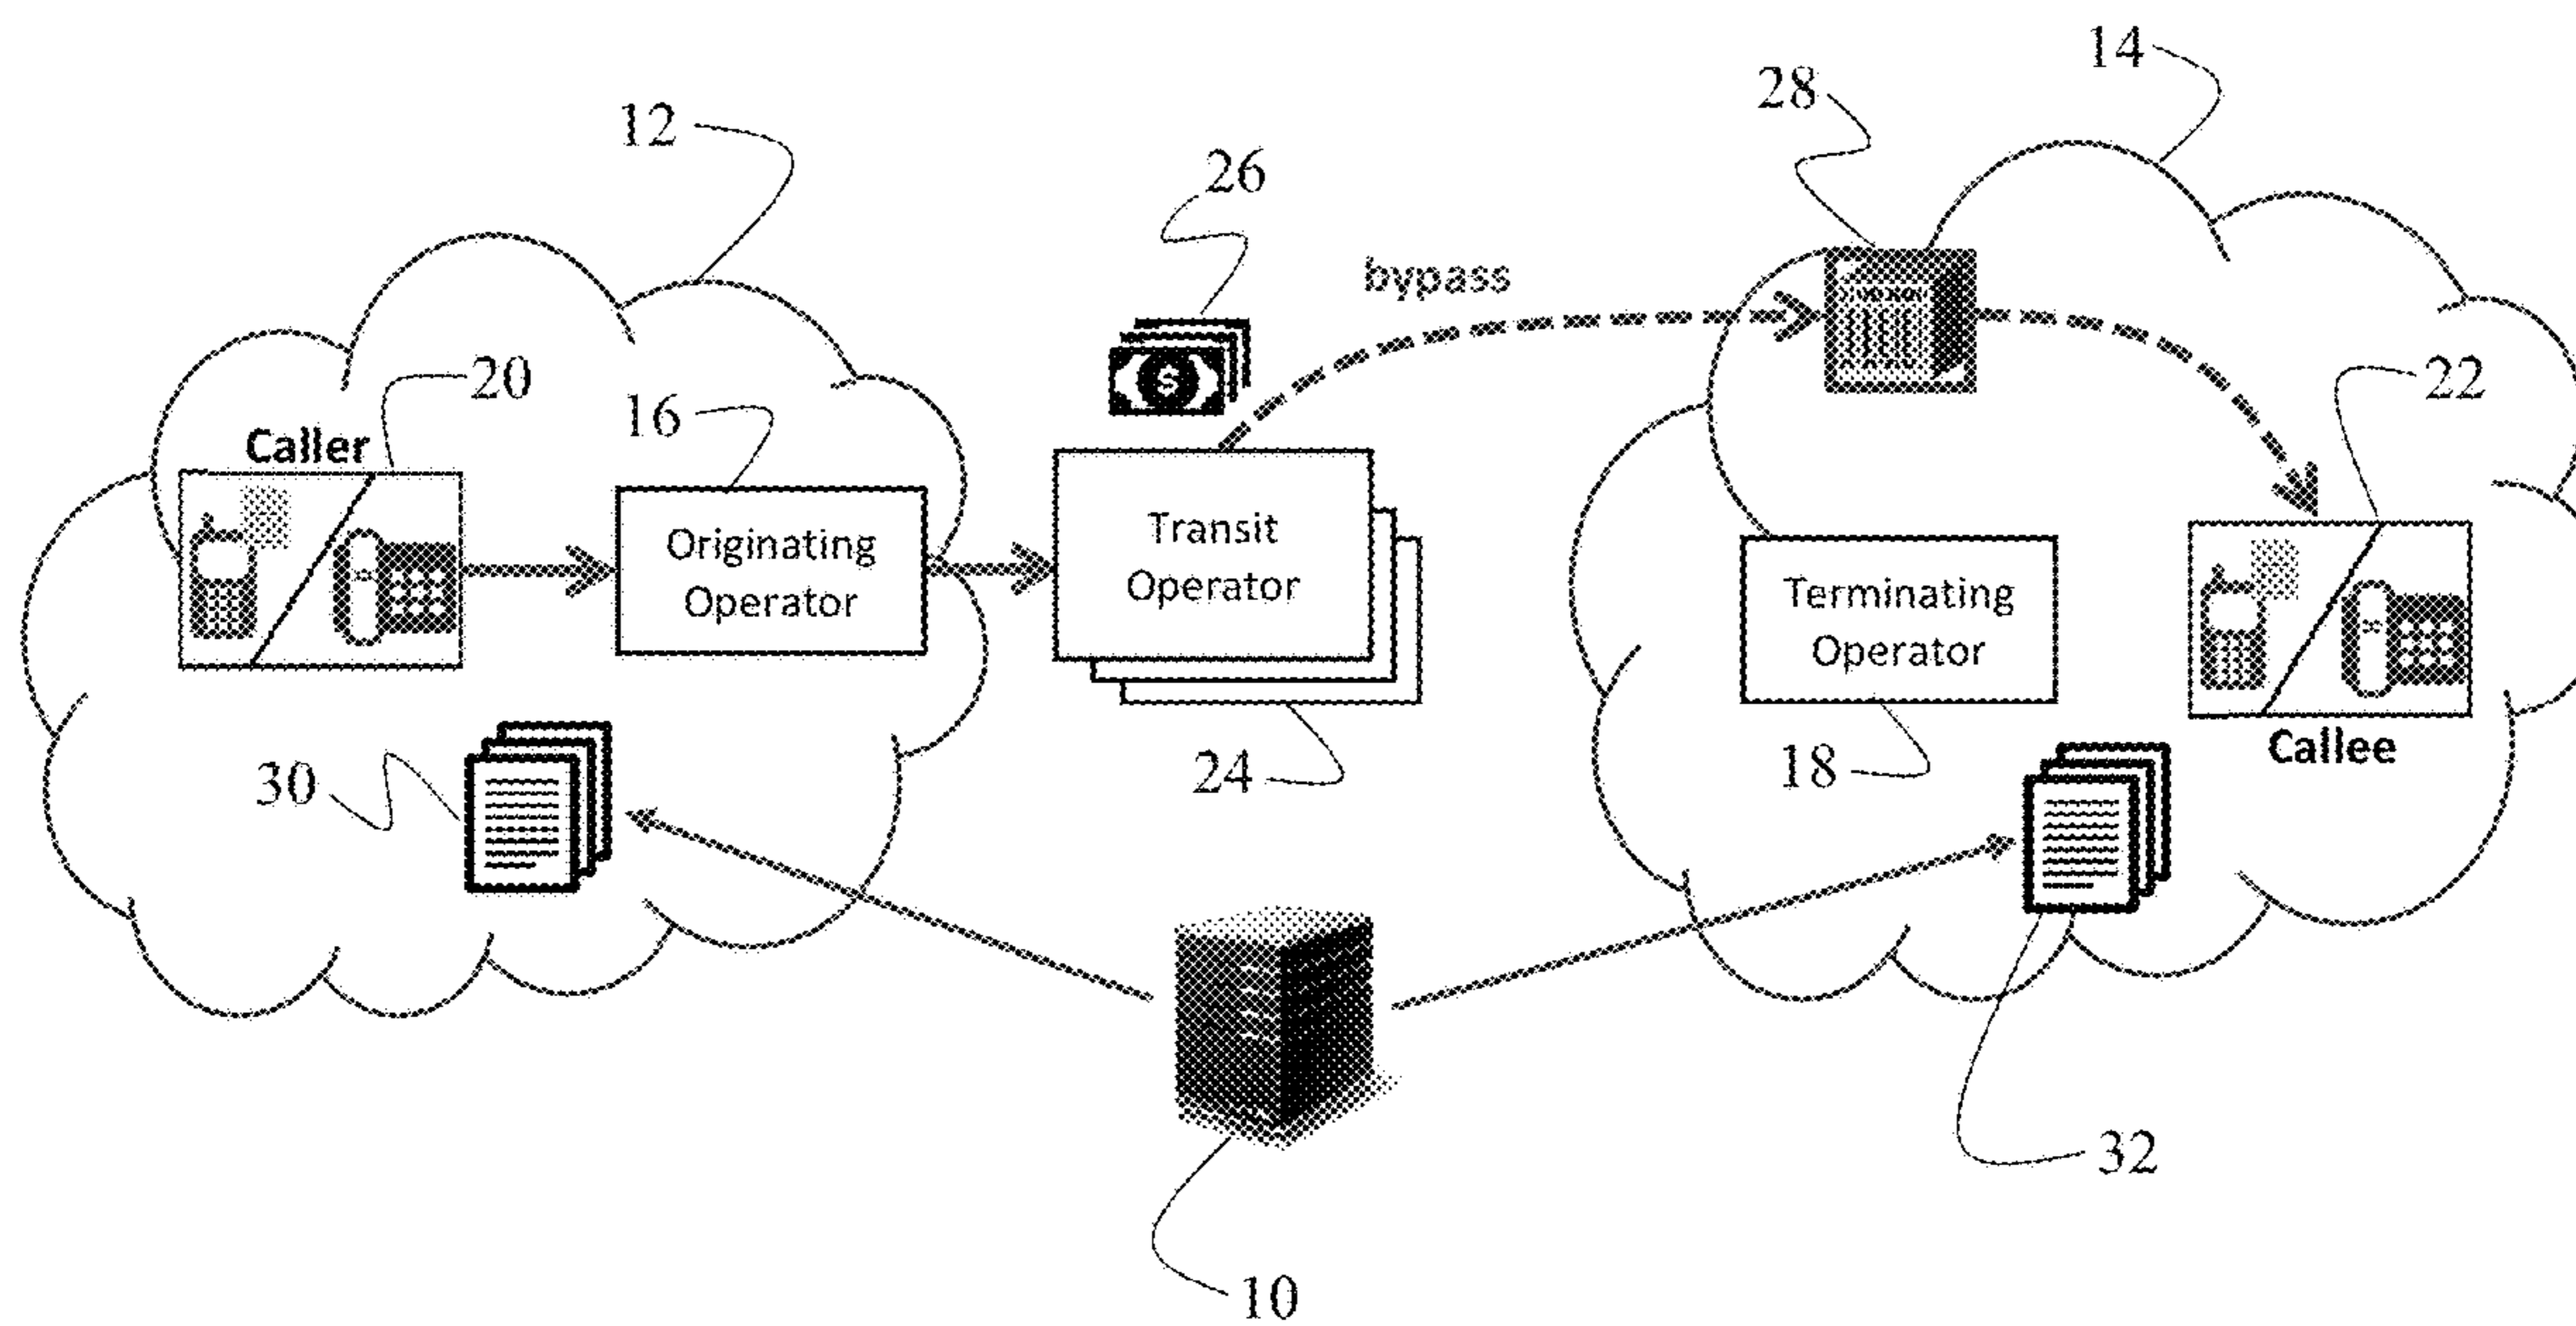 14
28
12
26
bypass
20
22
16
Caller
Originating
Operator
Transit
Operator
Terminating
Operator
Callee
30
24
18
32
10